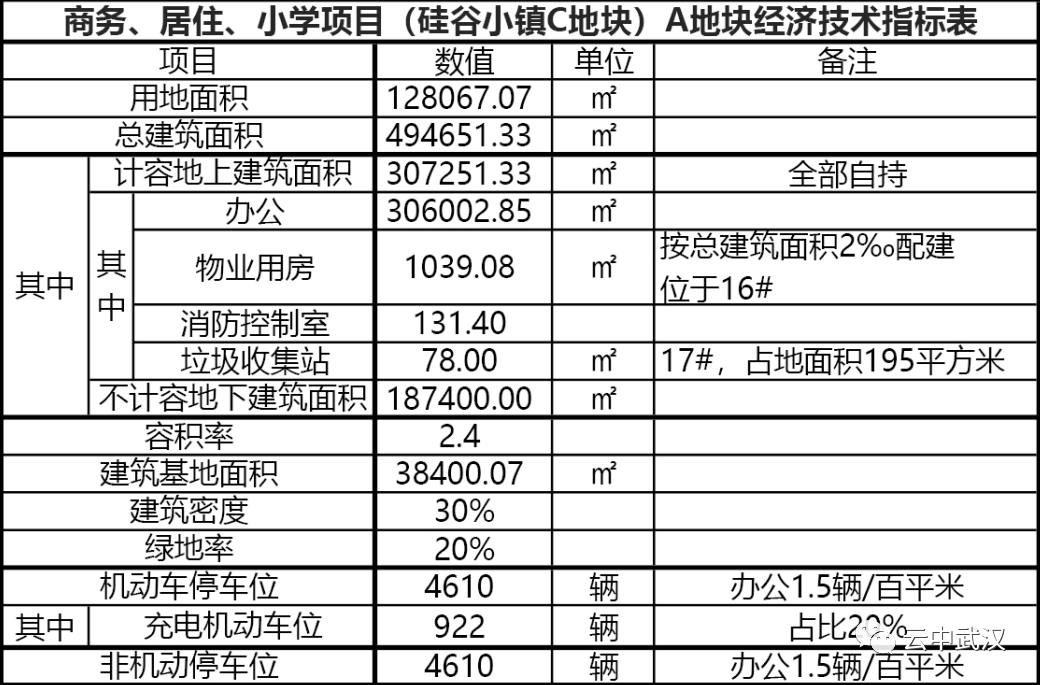 商务、居住、小学项目（硅谷小镇C地块）A地块经济技术指标表
项目 数值 单位 备注
用地面积 128067.07 ㎡
总建筑面积 494651.33 ㎡
其中 计容地上建筑面积 307251.33 ㎡ 全部自持
其中 办公 306002.85 ㎡
物业用房 1039.08 ㎡ 按总建筑面积2‰配建
位于16#
消防控制室 131.40
垃圾收集站 78.00 ㎡ 17#，占地面积195平方米
不计容地下建筑面积 187400.00 ㎡
容积率 2.4
建筑基地面积 38400.07 ㎡
建筑密度 30%
绿地率 20%
机动车停车位 4610 辆 办公1.5辆/百平米
其中 充电机动车位 922 辆 占比20%
云中武汉
非机动停车位 4610 辆 办公1.5辆/百平米